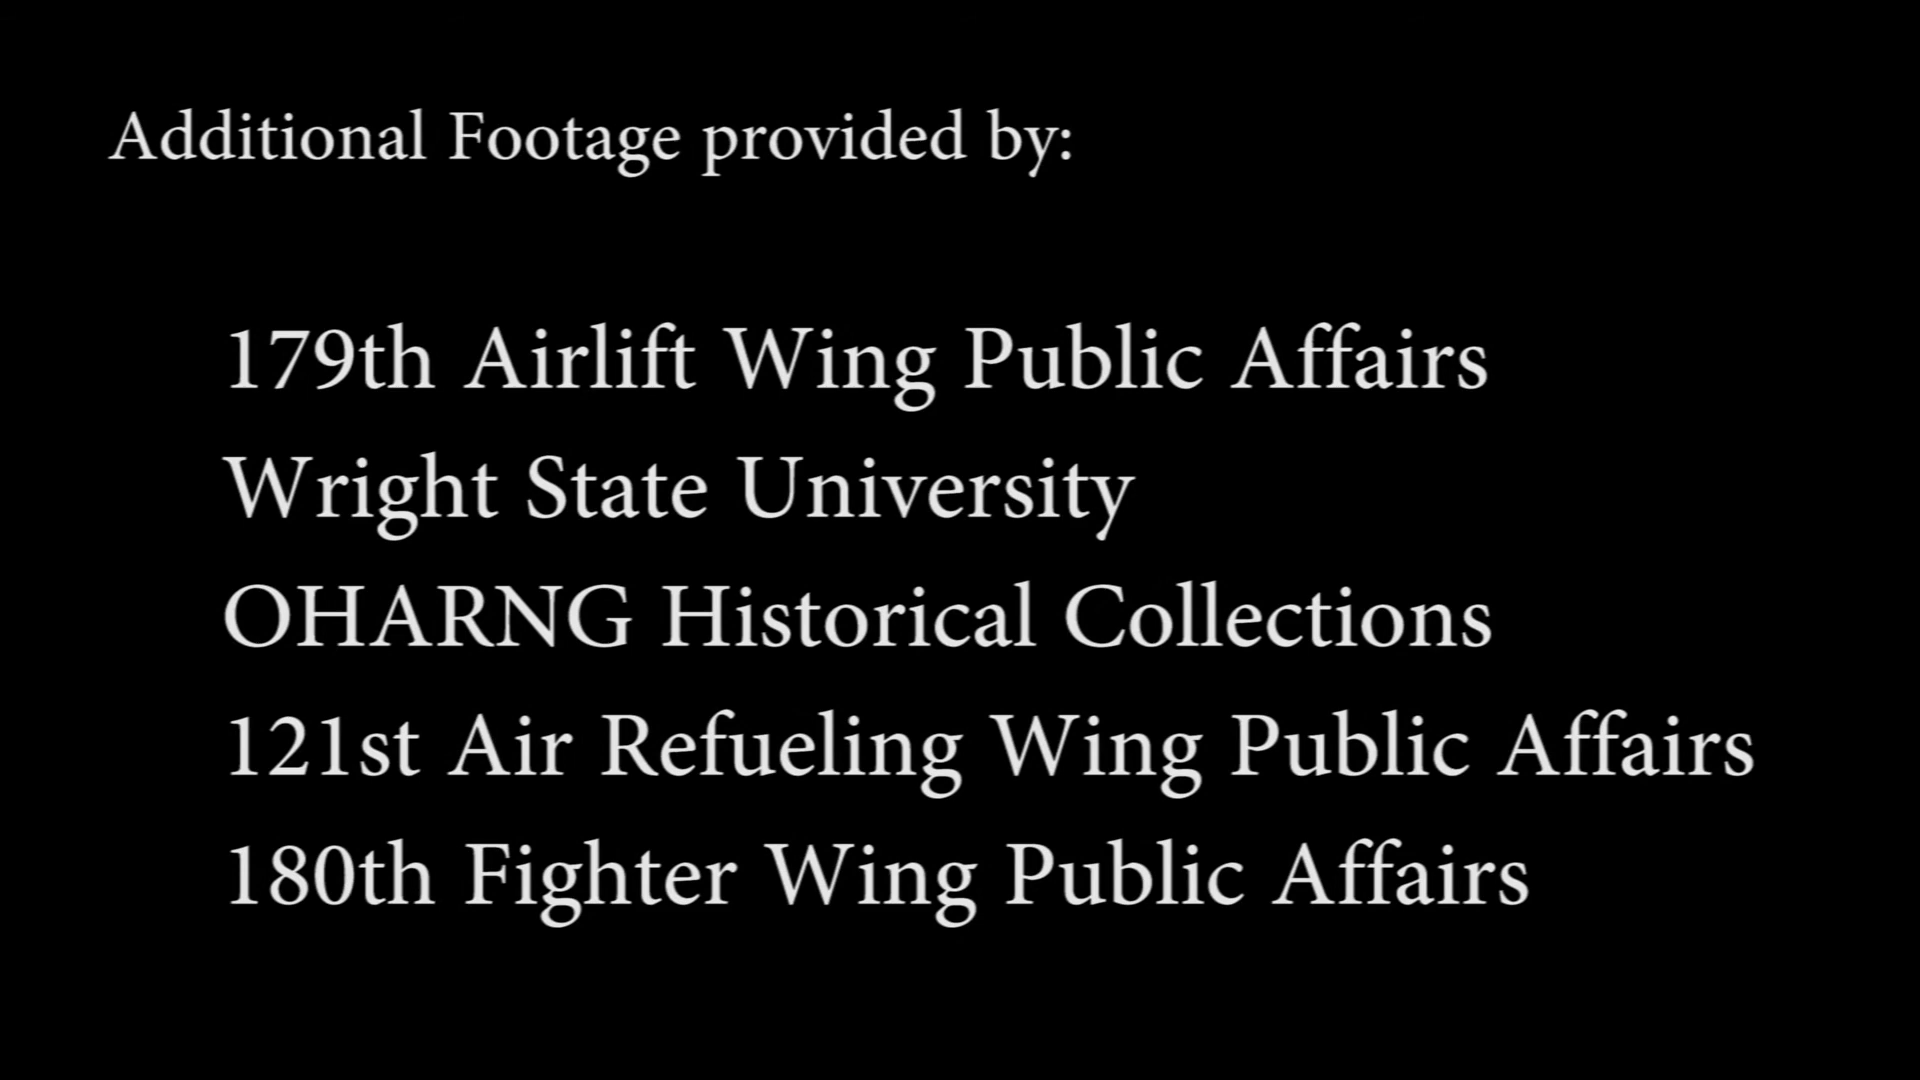 Additional Footage provided by:
179th Airlift Wing Public Affairs
Wright State University
OHARNG Historical Collections
121st Air Refueling Wing Public Affairs
180th Fighter Wing Public Affairs